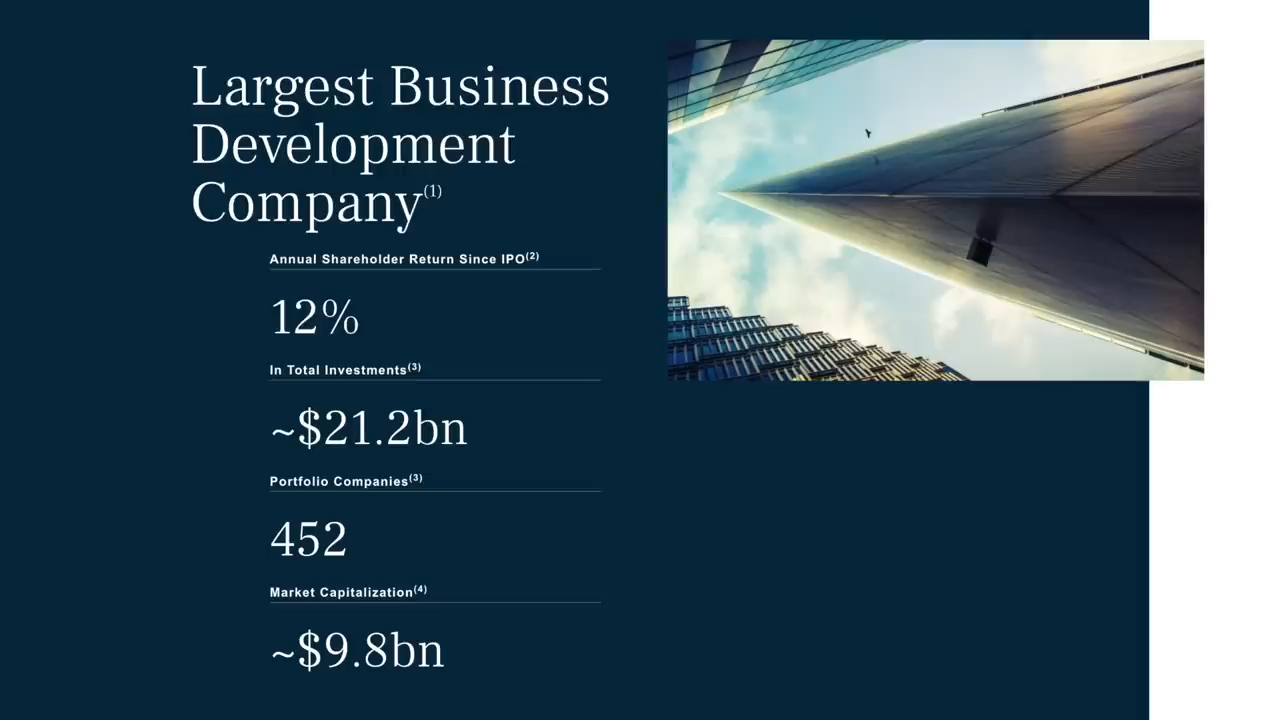 Largest Business
Development
Company(1)
Annual Shareholder Return Since IPO(2)
12%
In Total Investments(3)
~$21.2bn
Portfolio Companies(3)
452
Market Capitalization(4)
~$9.8bn